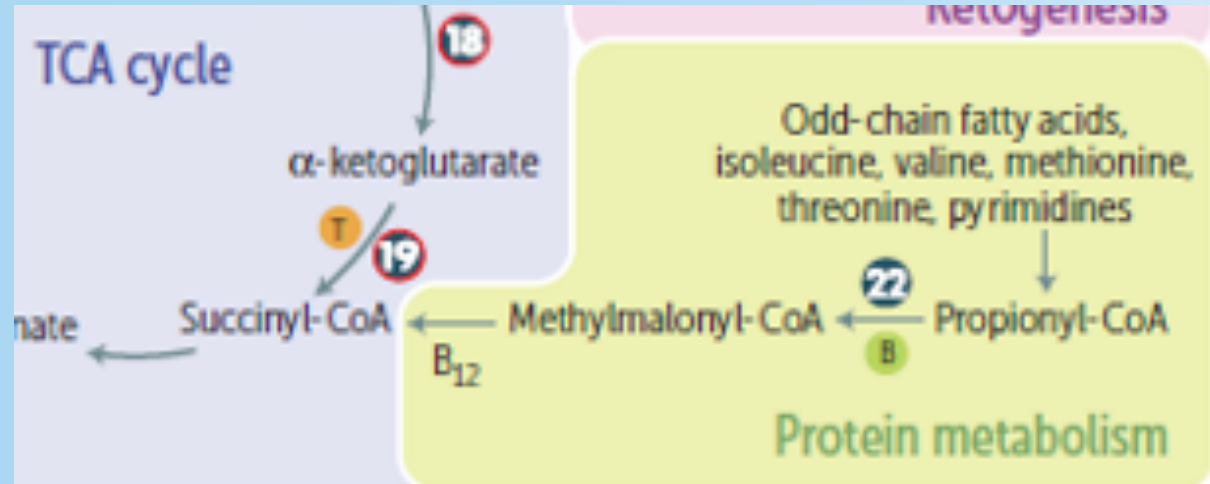 Ketogenesis
TCA cycle
18
α-ketoglutarate
Odd-chain fatty acids,
isoleucine, valine, methionine,
threonine, pyrimidines
T
19
22
nate
Succinyl-CoA
Methylmalonyl-CoA
Propionyl-CoA
B12
B
Protein metabolism